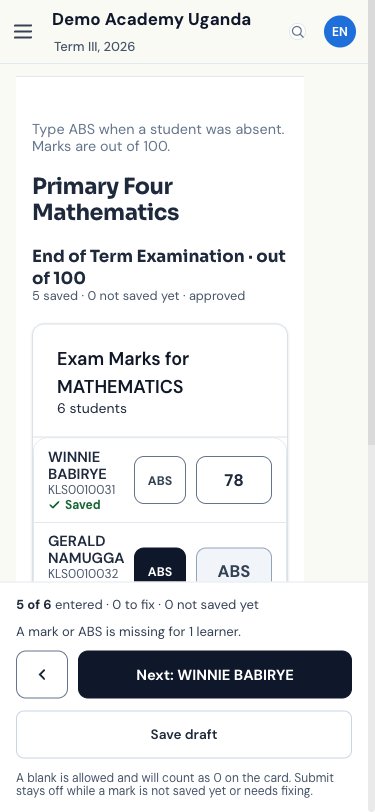 Demo Academy Uganda
Term III, 2026
EN
Type ABS when a student was absent.
Marks are out of 100.
Primary Four
Mathematics
End of Term Examination · out
of 100
5 saved · 0 not saved yet · approved
Exam Marks for
MATHEMATICS
6 students
WINNIE
BABIRYE
KLS0010031
Saved
ABS
78
GERALD
NAMUGGA
KLS0010032
ABS
ABS
5 of 6 entered · 0 to fix · 0 not saved yet
A mark or ABS is missing for 1 learner.
Next: WINNIE BABIRYE
Save draft
A blank is allowed and will count as 0 on the card. Submit
stays off while a mark is not saved yet or needs fixing.